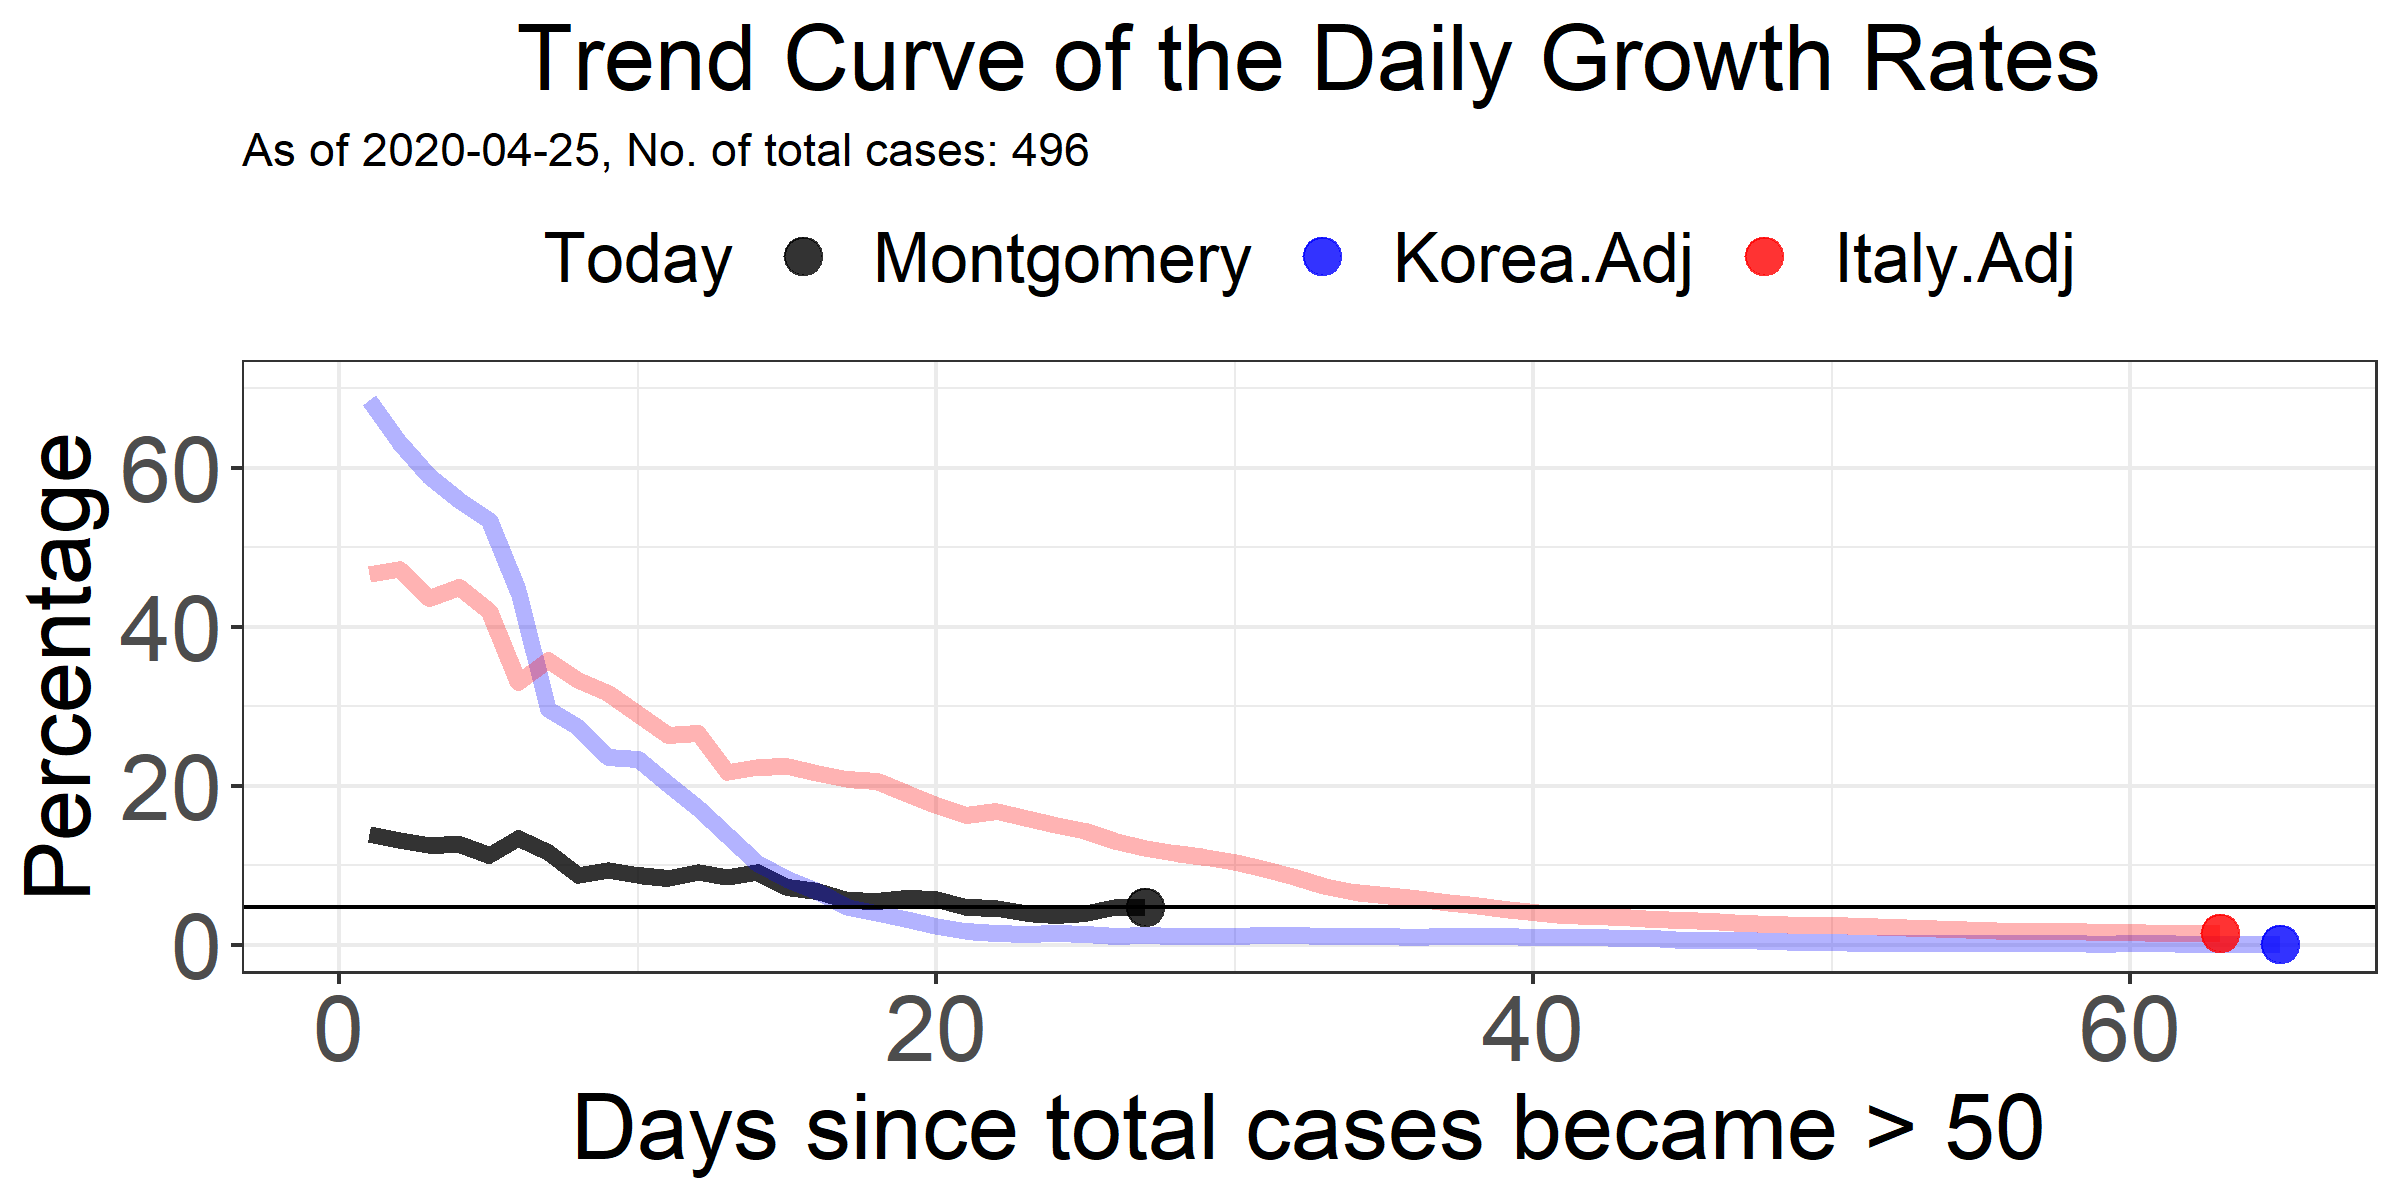 Trend Curve of the Daily Growth Rates
As of 2020-04-25, No. of total cases: 496
Today Montgomery Korea.Adj Italy.Adj
Percentage
60
40
20
0
0 20 40 60
Days since total cases became > 50